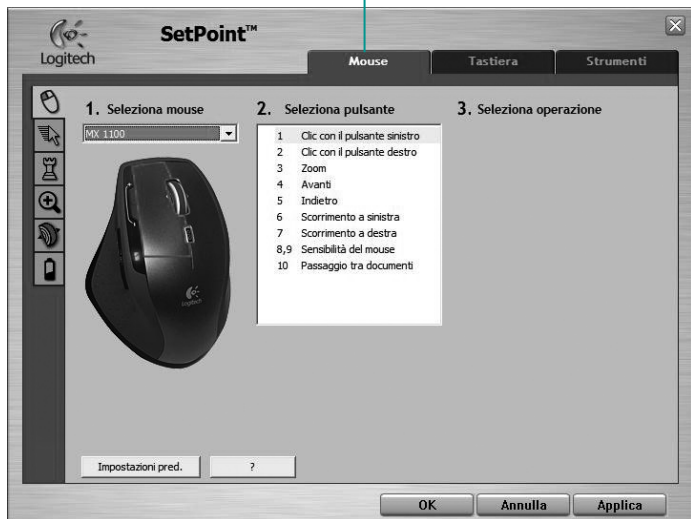 SetPoint™
Logitech
Mouse
Tastiera
Strumenti
1. Seleziona mouse
MX 1100
Logitech
2. Seleziona pulsante
1 Clic con il pulsante sinistro
2 Clic con il pulsante destro
3 Zoom
4 Avanti
5 Indietro
6 Scorrimento a sinistra
7 Scorrimento a destra
8,9 Sensibilità del mouse
10 Passaggio tra documenti
3. Seleziona operazione
Impostazioni pred.
?
OK
Annulla
Applica